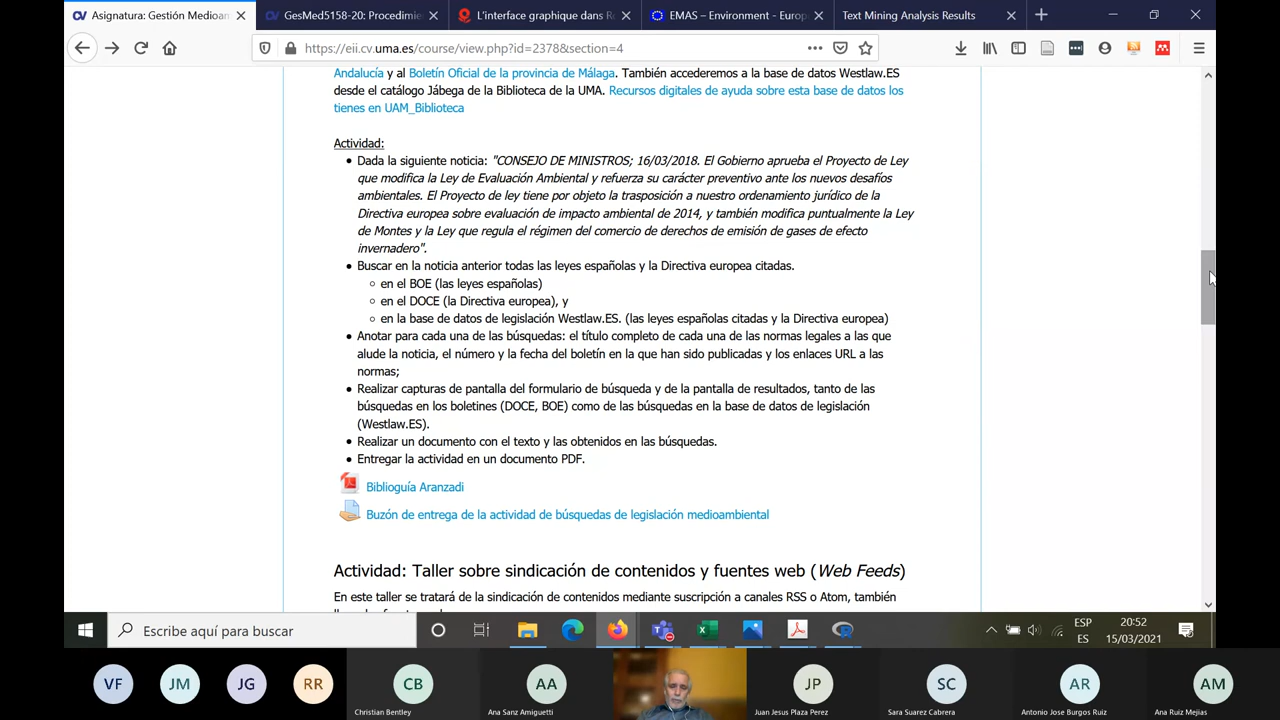 Asignatura: Gestión Medioan
GesMed5158-20: Procedimie
L'interface graphique dans R
EMAS – Environment - Europ
Text Mining Analysis Results
https://eii.cv.uma.es/course/view.php?id=2378&section=4
Andalucía y al Boletín Oficial de la provincia de Málaga. También accederemos a la base de datos Westlaw.ES
desde el catálogo Jábega de la Biblioteca de la UMA. Recursos digitales de ayuda sobre esta base de datos los
tienes en UAM_Biblioteca
Actividad:
Dada la siguiente noticia: "CONSEJO DE MINISTROS; 16/03/2018. El Gobierno aprueba el Proyecto de Ley
que modifica la Ley de Evaluación Ambiental y refuerza su carácter preventivo ante los nuevos desafíos
ambientales. El Proyecto de ley tiene por objeto la trasposición a nuestro ordenamiento jurídico de la
Directiva europea sobre evaluación de impacto ambiental de 2014, y también modifica puntualmente la Ley
de Montes y la Ley que regula el régimen del comercio de derechos de emisión de gases de efecto
invernadero".
Buscar en la noticia anterior todas las leyes españolas y la Directiva europea citadas.
en el BOE (las leyes españolas)
en el DOCE (la Directiva europea), y
en la base de datos de legislación Westlaw.ES. (las leyes españolas citadas y la Directiva europea)
Anotar para cada una de las búsquedas: el título completo de cada una de las normas legales a las que
alude la noticia, el número y la fecha del boletín en la que han sido publicadas y los enlaces URL a las
normas;
Realizar capturas de pantalla del formulario de búsqueda y de la pantalla de resultados, tanto de las
búsquedas en los boletines (DOCE, BOE) como de las búsquedas en la base de datos de legislación
(Westlaw.ES).
Realizar un documento con el texto y las obtenidos en las búsquedas.
Entregar la actividad en un documento PDF.
Biblioguía Aranzadi
Buzón de entrega de la actividad de búsquedas de legislación medioambiental
Actividad: Taller sobre sindicación de contenidos y fuentes web (Web Feeds)
En este taller se tratará de la sindicación de contenidos mediante suscripción a canales RSS o Atom, también
Escribe aquí para buscar
ESP
ES
20:52
15/03/2021
VF
JM
JG
RR
CB
AA
JP
SC
AR
AM
Christian Bentley
Ana Sanz Amiguetti
Juan Jesus Plaza Perez
Sara Suarez Cabrera
Antonio Jose Burgos Ruiz
Ana Ruiz Mejias